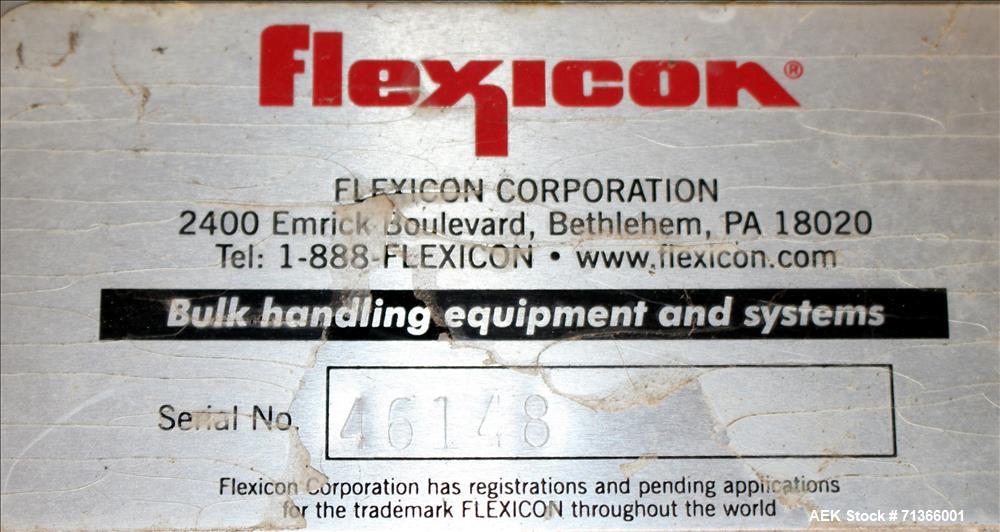 flexicon®
FLEXICON CORPORATION
2400 Emrick Boulevard, Bethlehem, PA 18020
Tel: 1-888-FLEXICON • www.flexicon.com
Bulk handling equipment and systems
Serial No. 46148
Flexicon Corporation has registrations and pending applications
for the trademark FLEXICON throughout the world
AEK Stock # 71366001